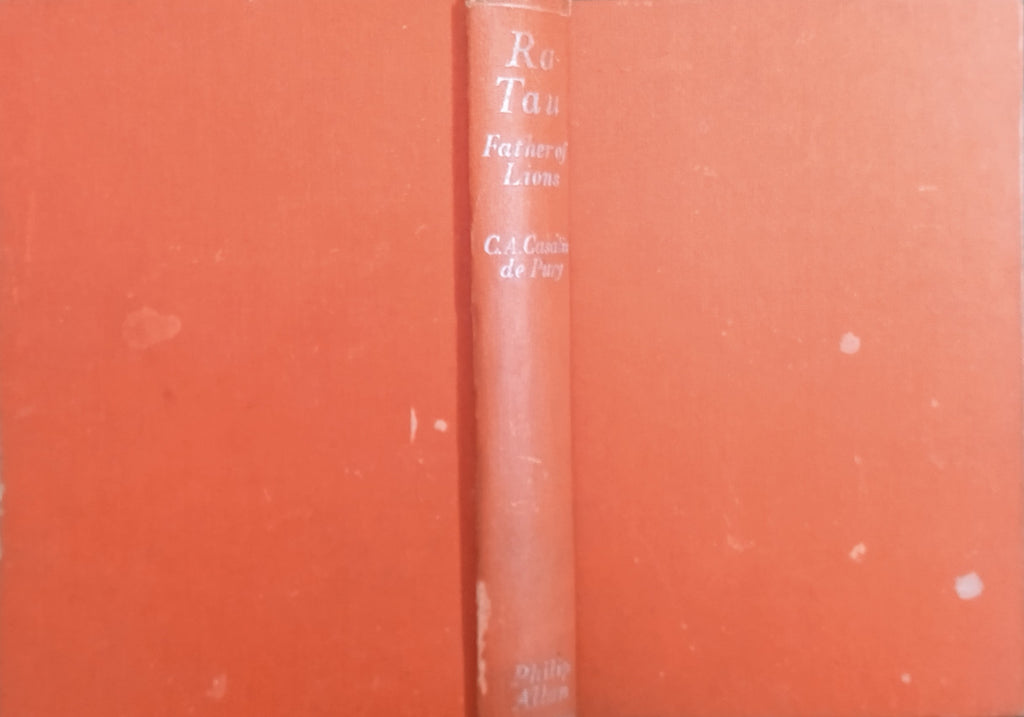 Ra-
Tau
Father of
Lions
C.A. Casalis
de Pury
Philip
Allan